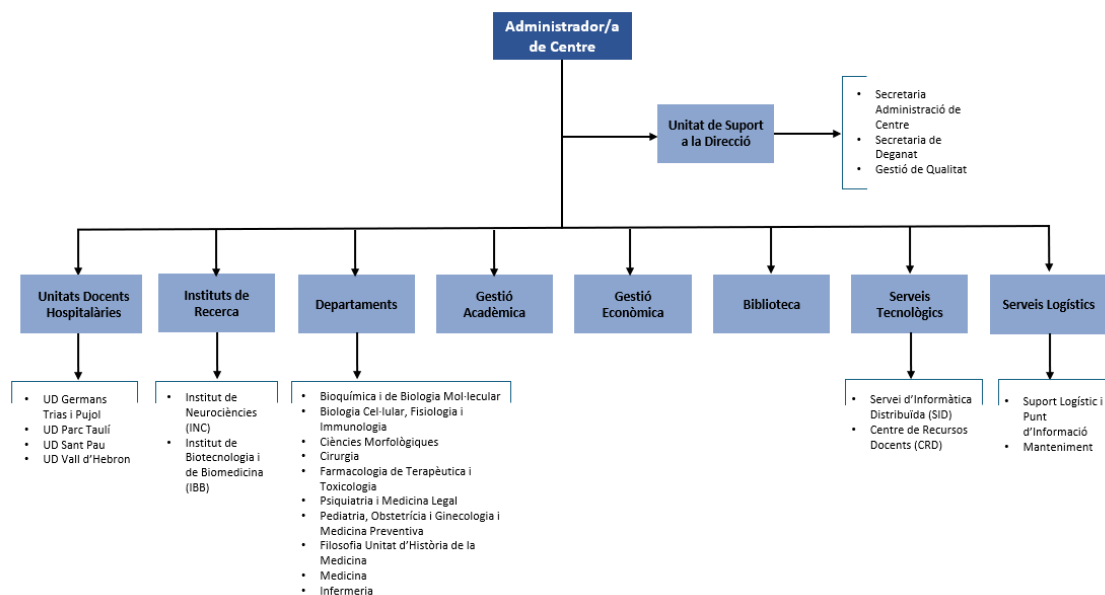 Administrador/a
de Centre
Unitat de Suport
a la Direcció
• Secretaria
Administració de
Centre
• Secretaria de
Deganat
• Gestió de Qualitat
Unitats Docents
Hospitalàries
Instituts de
Recerca
Departaments
Gestió
Acadèmica
Gestió
Econòmica
Biblioteca
Serveis
Tecnològics
Serveis Logístics
• UD Germans
Trias i Pujol
• UD Parc Taulí
• UD Sant Pau
• UD Vall d’Hebron
• Institut de
Neurociències
(INC)
• Institut de
Biotecnologia i
de Biomedicina
(IBB)
• Bioquímica i de Biologia Mol·lecular
• Biologia Cel·lular, Fisiologia i
Immunologia
• Ciències Morfològiques
• Cirurgia
• Farmacologia de Terapèutica i
Toxicologia
• Psiquiatria i Medicina Legal
• Pediatria, Obstetrícia i Ginecologia i
Medicina Preventiva
• Filosofia Unitat d’Història de la
Medicina
• Medicina
• Infermeria
• Servei d’Informàtica
Distribuïda (SID)
• Centre de Recursos
Docents (CRD)
• Suport Logístic i
Punt
d’Informació
• Manteniment